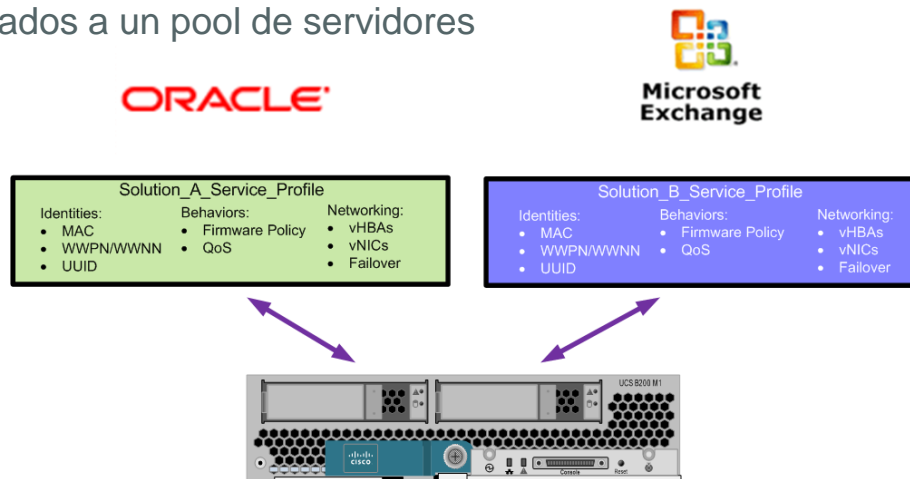 ados a un pool de servidores
ORACLE
Microsoft
Exchange
Solution_A_Service_Profile
Identities:
• MAC
• WWPN/WWNN
• UUID
Behaviors:
• Firmware Policy
• QoS
Networking:
• vHBAs
• vNICs
• Failover
Solution_B_Service_Profile
Identities:
• MAC
• WWPN/WWNN
• UUID
Behaviors:
• Firmware Policy
• QoS
Networking:
• vHBAs
• vNICs
• Failover
UCS B200 M1
CISCO
Console
Reset